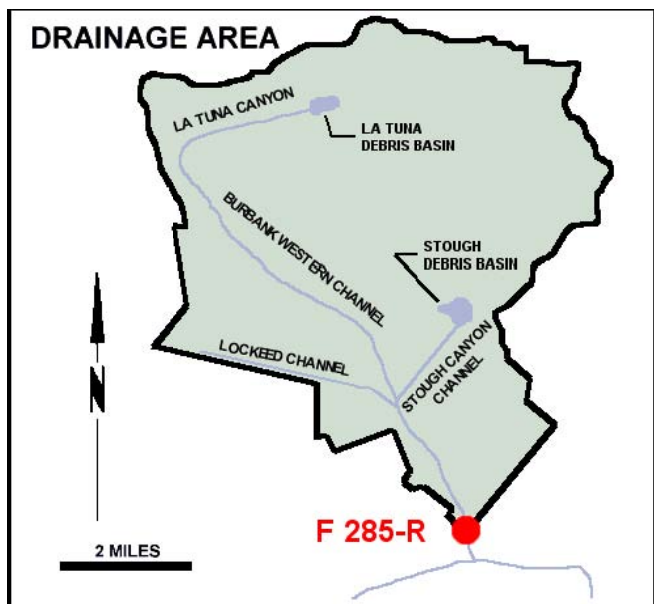 DRAINAGE AREA
LA TUNA CANYON
LA TUNA
DEBRIS BASIN
BURBANK WESTERN CHANNEL
STOUGH
DEBRIS BASIN
LOCKEED CHANNEL
STOUGH CANYON
CHANNEL
N
F 285-R
2 MILES